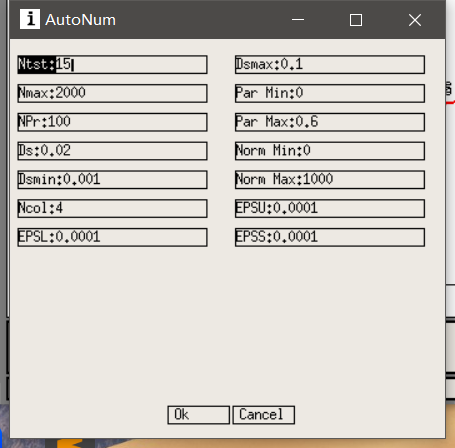 AutoNum
Ntst:15
Dsmax:0.1
Nmax:2000
Par Min:0
NPr:100
Par Max:0.6
Ds:0.02
Norm Min:0
Dsmin:0.001
Norm Max:1000
Ncol:4
EPSU:0.0001
EPSL:0.0001
EPSS:0.0001
Ok
Cancel